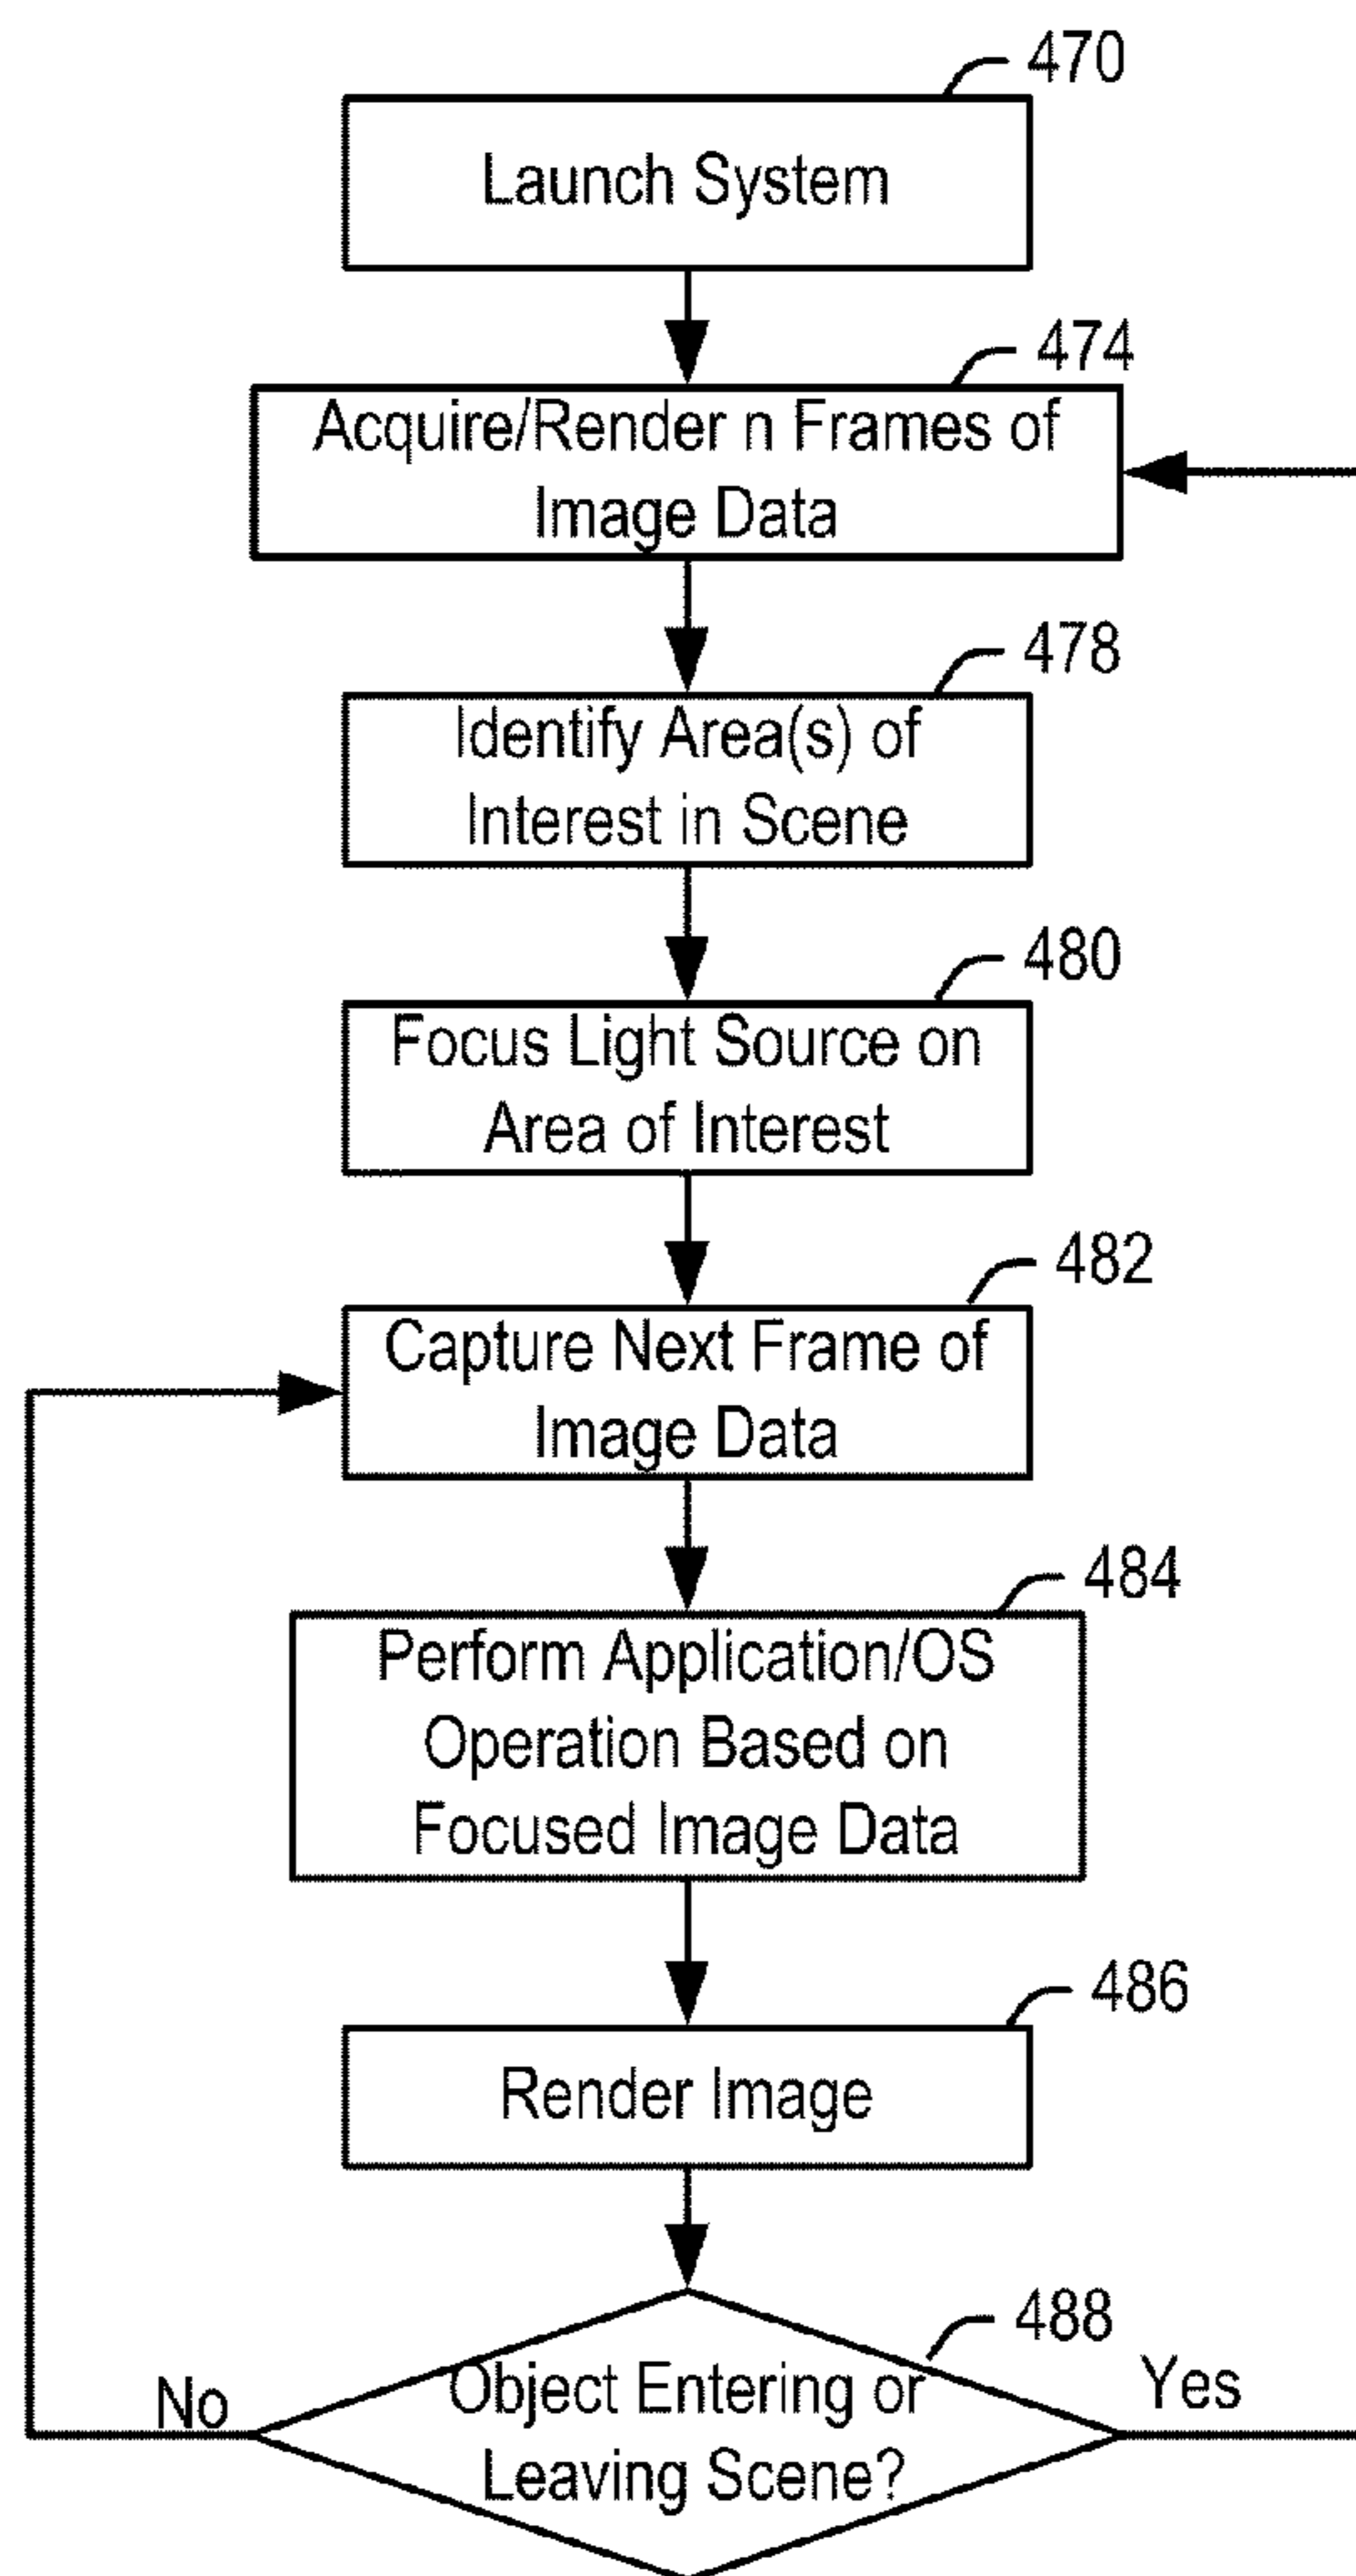 470
Launch System
474
Acquire/Render n Frames of
Image Data
478
Identify Area(s) of
Interest in Scene
480
Focus Light Source on
Area of Interest
482
Capture Next Frame of
Image Data
484
Perform Application/OS
Operation Based on
Focused Image Data
486
Render Image
488
Object Entering or
Leaving Scene?
No
Yes